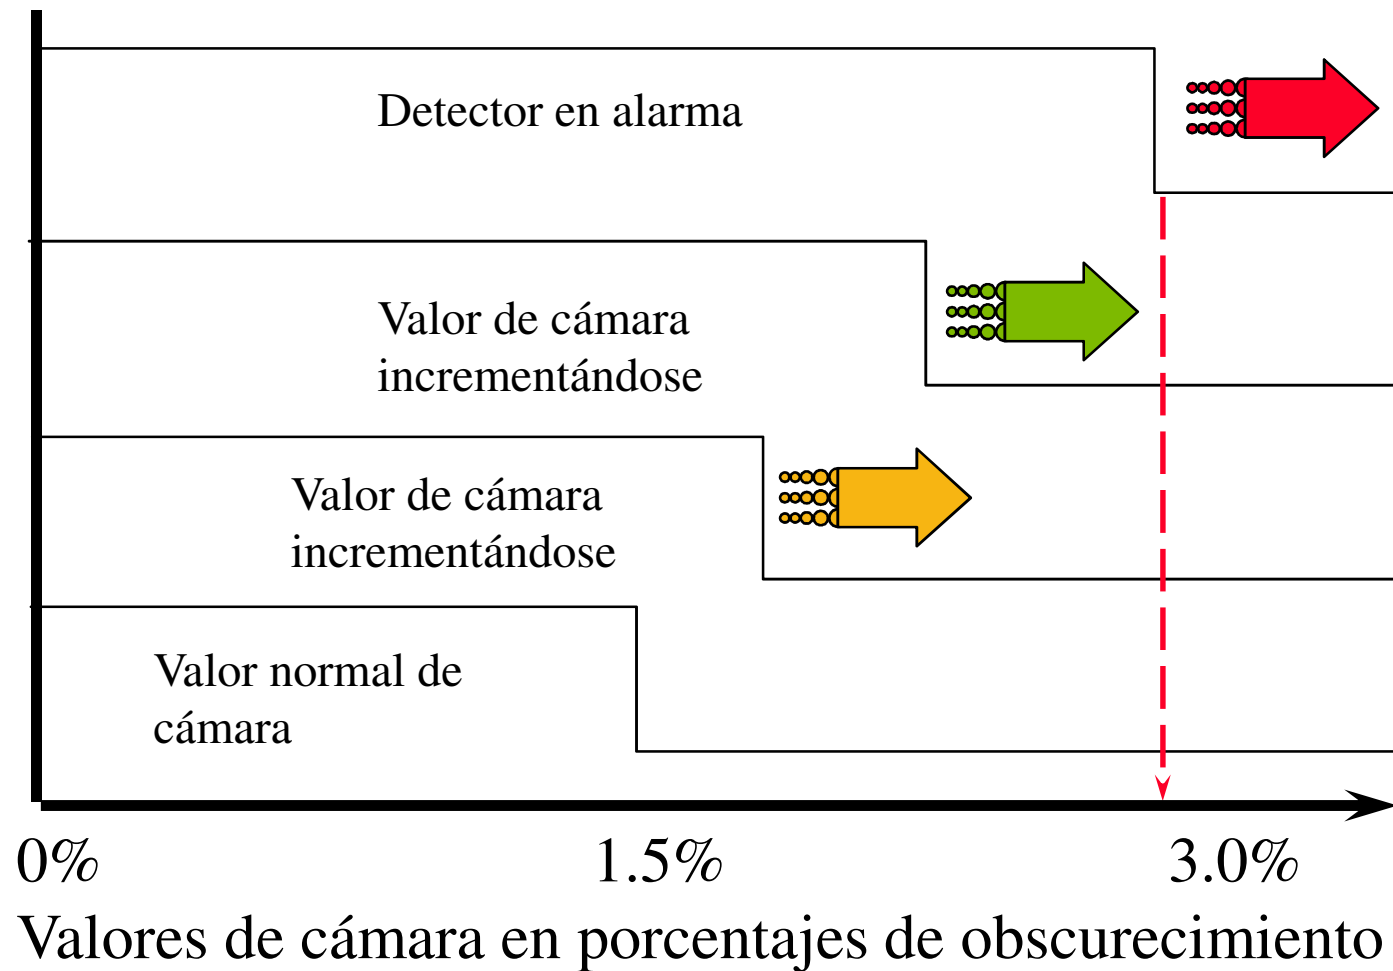 Detector en alarma
Valor de cámara
incrementándose
Valor de cámara
incrementándose
Valor normal de
cámara
0% 1.5% 3.0%
Valores de cámara en porcentajes de obscurecimiento